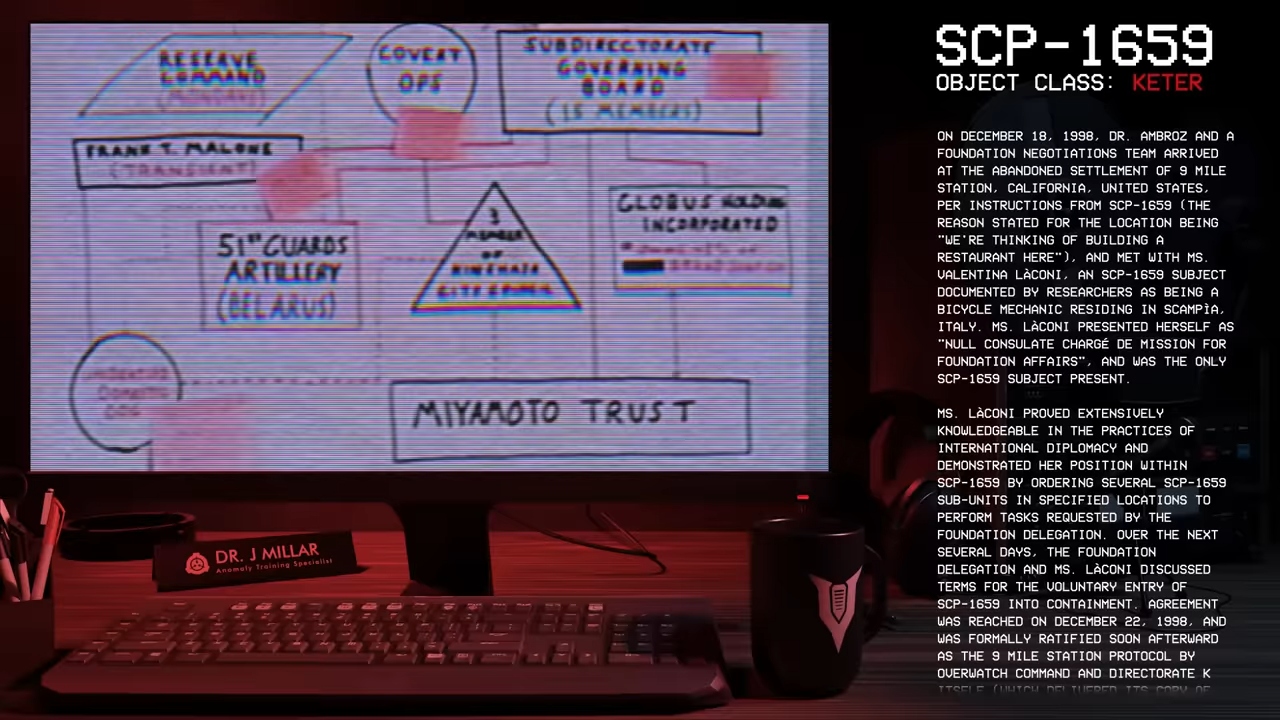 RESERVE
COMMAND
(MONDAYS)
COVERT
OPS
SUBDIRECTORATE
GOVERNING
BOARD
(15 MEMBERS)
FRANK T. MALONE
(TRANSIENT)
51ST GUARDS
ARTILLERY
(BELARUS)
3
MEMBER
OF
CITY COUNCIL
GLOBUS HOLDING
INCORPORATED
DOMESTIC
MIYAMOTO TRUST
DR. J MILLAR
Anomaly Training Specialist
SCP-1659
OBJECT CLASS: KETER
ON DECEMBER 18, 1998, DR. AMBROZ AND A
FOUNDATION NEGOTIATIONS TEAM ARRIVED
AT THE ABANDONED SETTLEMENT OF 9 MILE
STATION, CALIFORNIA, UNITED STATES,
PER INSTRUCTIONS FROM SCP-1659 (THE
REASON STATED FOR THE LOCATION BEING
"WE'RE THINKING OF BUILDING A
RESTAURANT HERE"), AND MET WITH MS.
VALENTINA LÀCONI, AN SCP-1659 SUBJECT
DOCUMENTED BY RESEARCHERS AS BEING A
BICYCLE MECHANIC RESIDING IN SCAMPÌA,
ITALY. MS. LÀCONI PRESENTED HERSELF AS
"NULL CONSULATE CHARGÉ DE MISSION FOR
FOUNDATION AFFAIRS", AND WAS THE ONLY
SCP-1659 SUBJECT PRESENT.
MS. LÀCONI PROVED EXTENSIVELY
KNOWLEDGEABLE IN THE PRACTICES OF
INTERNATIONAL DIPLOMACY AND
DEMONSTRATED HER POSITION WITHIN
SCP-1659 BY ORDERING SEVERAL SCP-1659
SUB-UNITS IN SPECIFIED LOCATIONS TO
PERFORM TASKS REQUESTED BY THE
FOUNDATION DELEGATION. OVER THE NEXT
SEVERAL DAYS, THE FOUNDATION
DELEGATION AND MS. LÀCONI DISCUSSED
TERMS FOR THE VOLUNTARY ENTRY OF
SCP-1659 INTO CONTAINMENT. AGREEMENT
WAS REACHED ON DECEMBER 22, 1998, AND
WAS FORMALLY RATIFIED SOON AFTERWARD
AS THE 9 MILE STATION PROTOCOL BY
OVERWATCH COMMAND AND DIRECTORATE K
ITSELF (WHICH DELIVERED ITS COPY OF